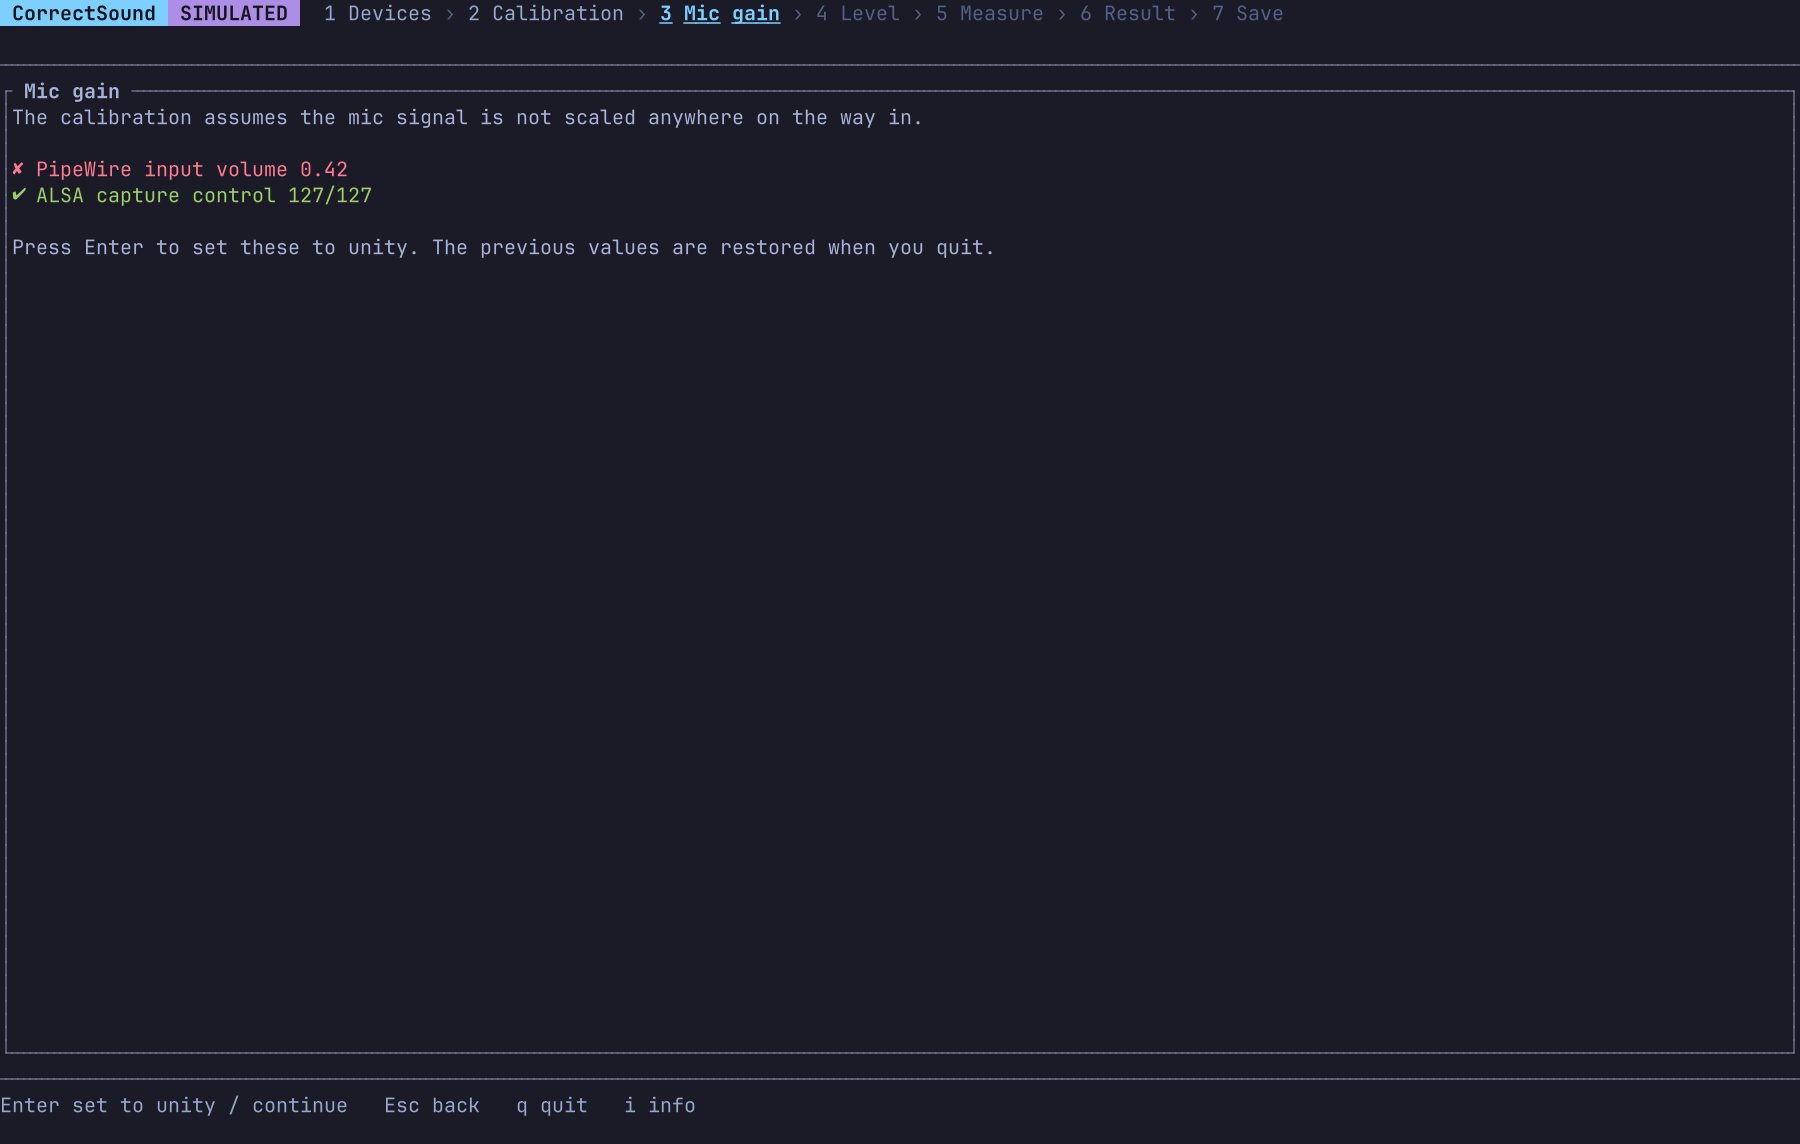 CorrectSound SIMULATED 1 Devices › 2 Calibration › 3 Mic gain › 4 Level › 5 Measure › 6 Result › 7 Save
Mic gain
The calibration assumes the mic signal is not scaled anywhere on the way in.
✘ PipeWire input volume 0.42
✔ ALSA capture control 127/127
Press Enter to set these to unity. The previous values are restored when you quit.
Enter set to unity / continue Esc back q quit i info